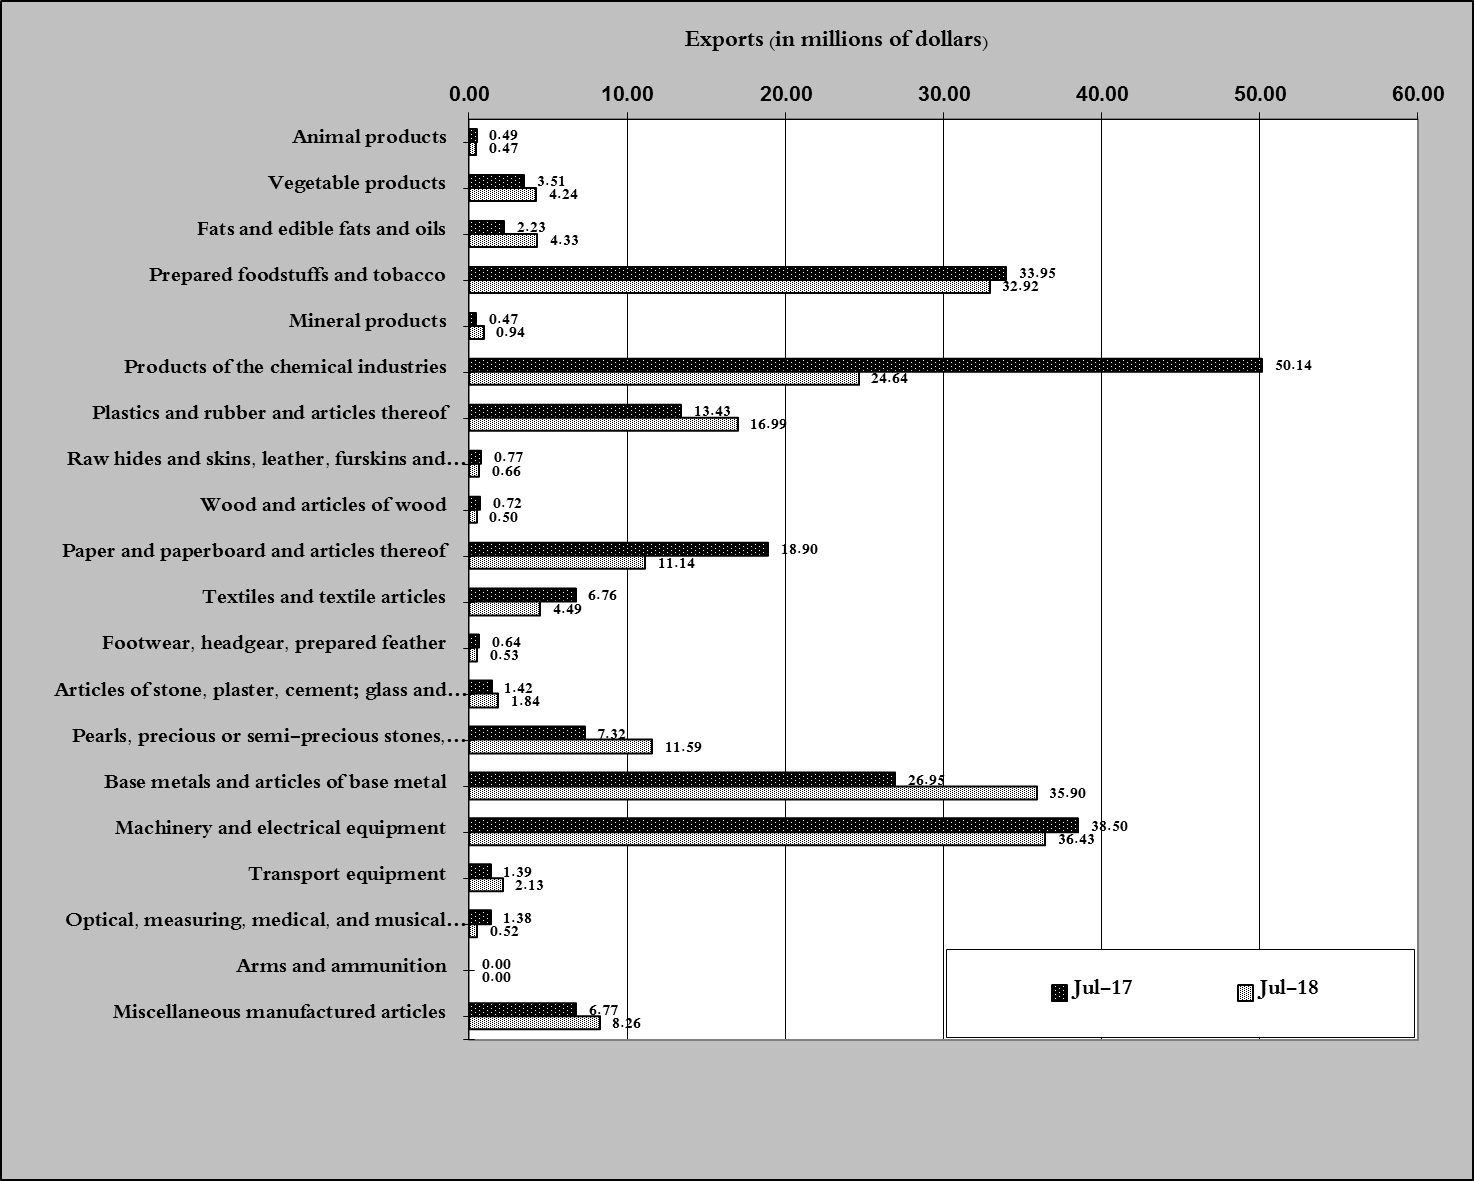 Exports (in millions of dollars)
0.00 10.00 20.00 30.00 40.00 50.00 60.00
Animal products 0.49
0.47
Vegetable products 3.51
4.24
Fats and edible fats and oils 2.23
4.33
Prepared foodstuffs and tobacco 33.95
32.92
Mineral products 0.47
0.94
Products of the chemical industries 50.14
24.64
Plastics and rubber and articles thereof 13.43
16.99
Raw hides and skins, leather, furskins and... 0.77
0.66
Wood and articles of wood 0.72
0.50
Paper and paperboard and articles thereof 18.90
11.14
Textiles and textile articles 6.76
4.49
Footwear, headgear, prepared feather 0.64
0.53
Articles of stone, plaster, cement; glass and... 1.42
1.84
Pearls, precious or semi-precious stones,... 7.32
11.59
Base metals and articles of base metal 26.95
35.90
Machinery and electrical equipment 38.50
36.43
Transport equipment 1.39
2.13
Optical, measuring, medical, and musical... 1.38
0.52
Arms and ammunition 0.00
0.00
Jul-17 Jul-18
Miscellaneous manufactured articles 6.77
8.26